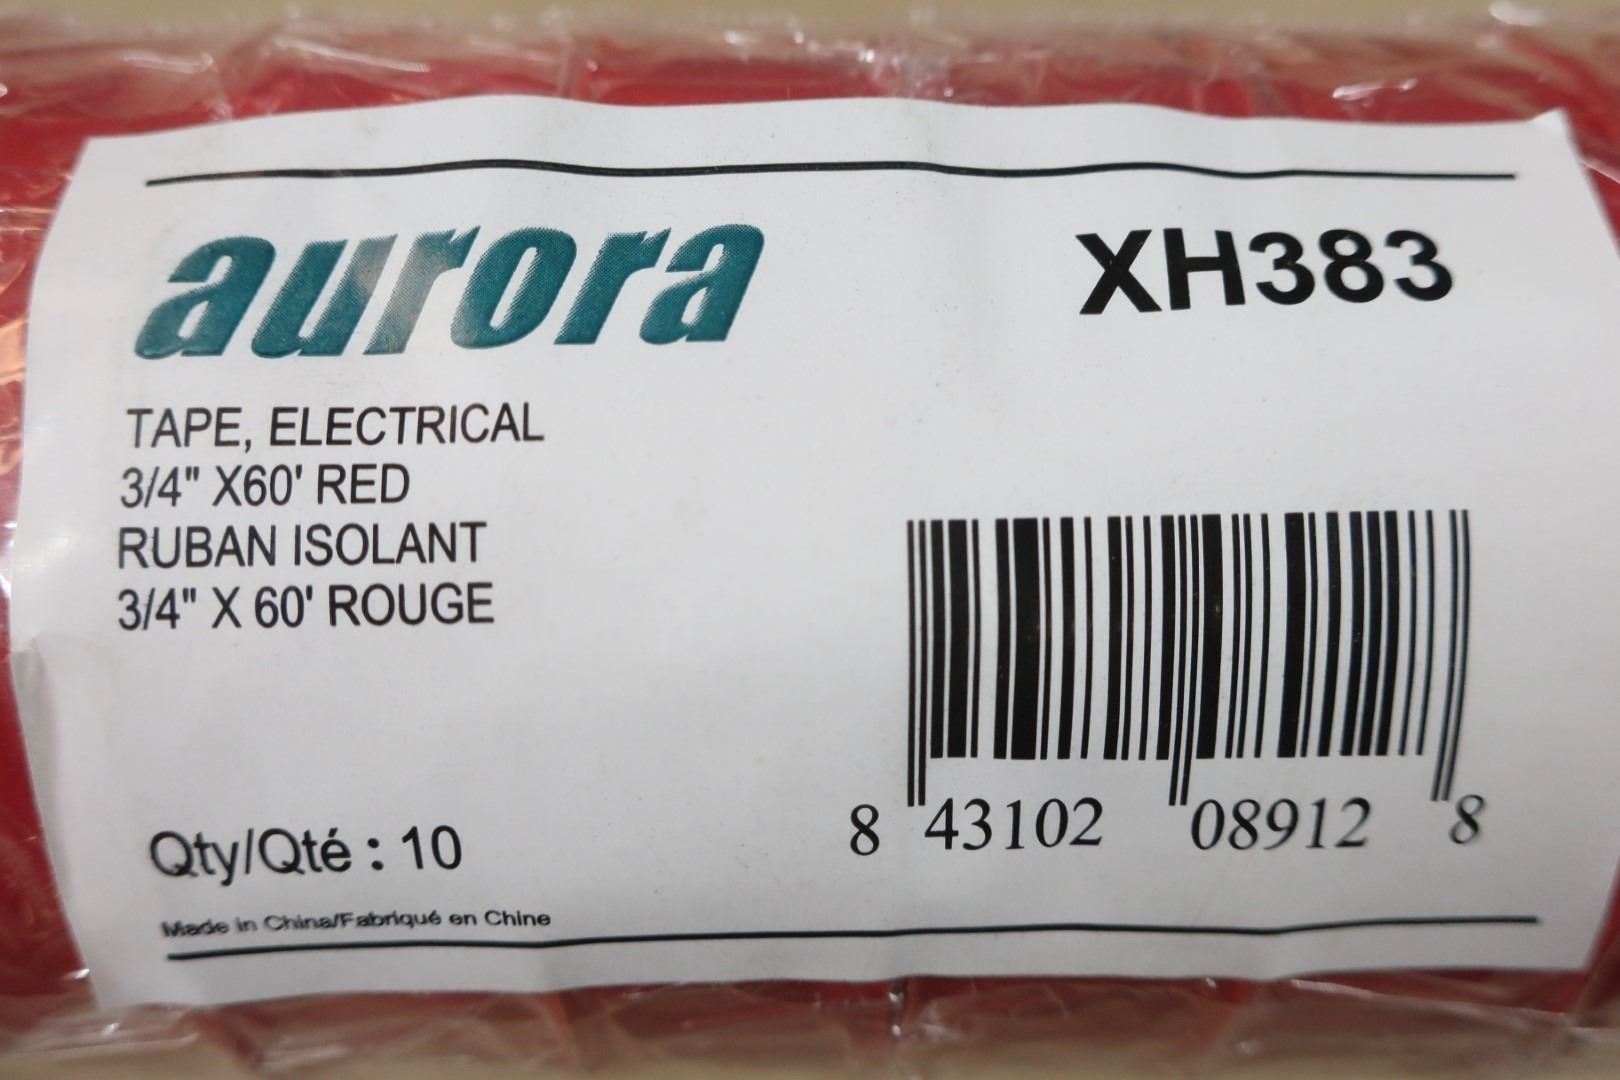 aurora XH383
TAPE, ELECTRICAL
3/4" X60' RED
RUBAN ISOLANT
3/4" X 60' ROUGE
8 43102 08912 8
Qty/Qté : 10
Made in China/Fabriqué en Chine